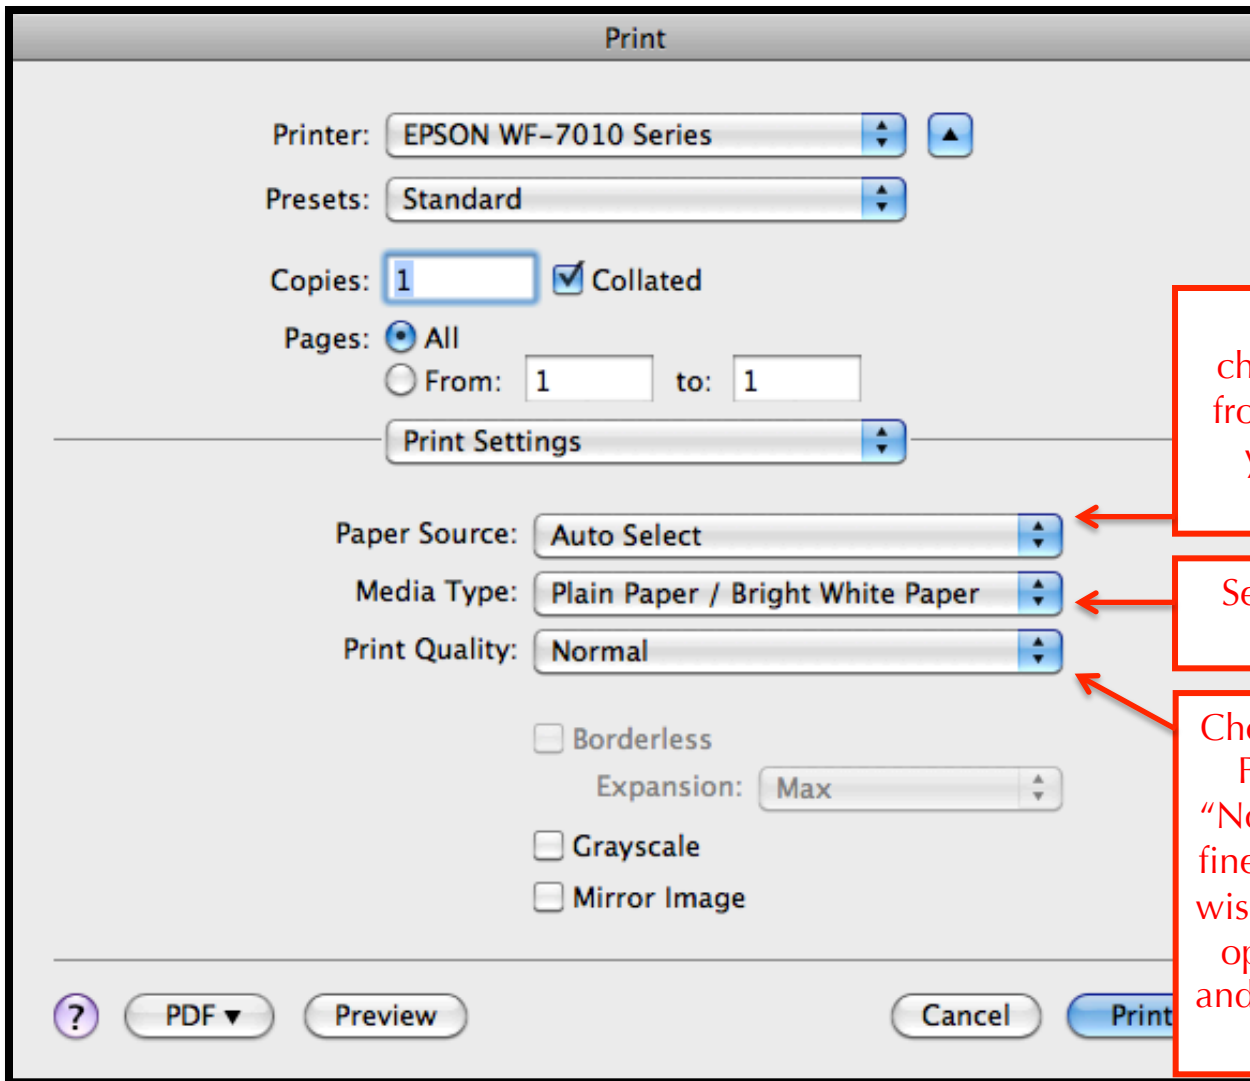 Print
Printer: EPSON WF-7010 Series
Presets: Standard
Copies: 1 Collated
Pages: All
From: 1 to: 1
Print Settings
Paper Source: Auto Select
Media Type: Plain Paper / Bright White Paper
Print Quality: Normal
Borderless
Expansion: Max
Grayscale
Mirror Image
? PDF Preview Cancel Print
fine
and